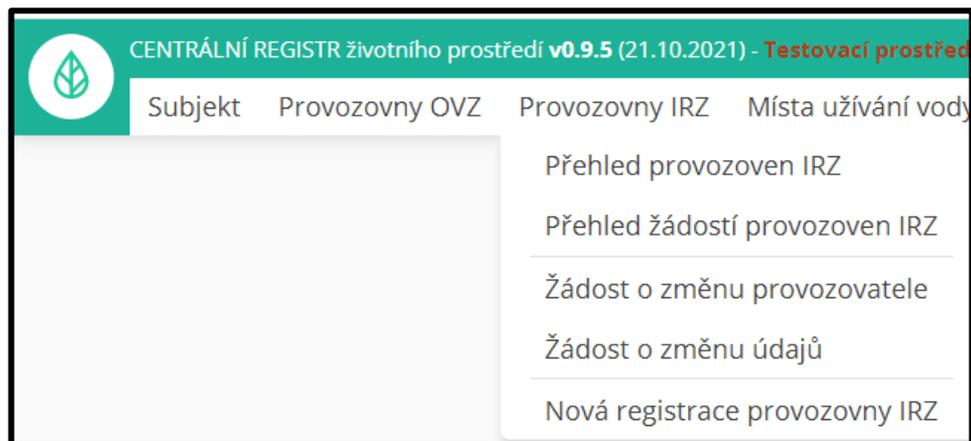 CENTRÁLNÍ REGISTR životního prostředí v0.9.5 (21.10.2021) - Testovací
Subjekt Provozovny OVZ Provozovny IRZ Místa užívání vody
Přehled provozoven IRZ
Přehled žádostí provozoven IRZ
Žádost o změnu provozovatele
Žádost o změnu údajů
Nová registrace provozovny IRZ